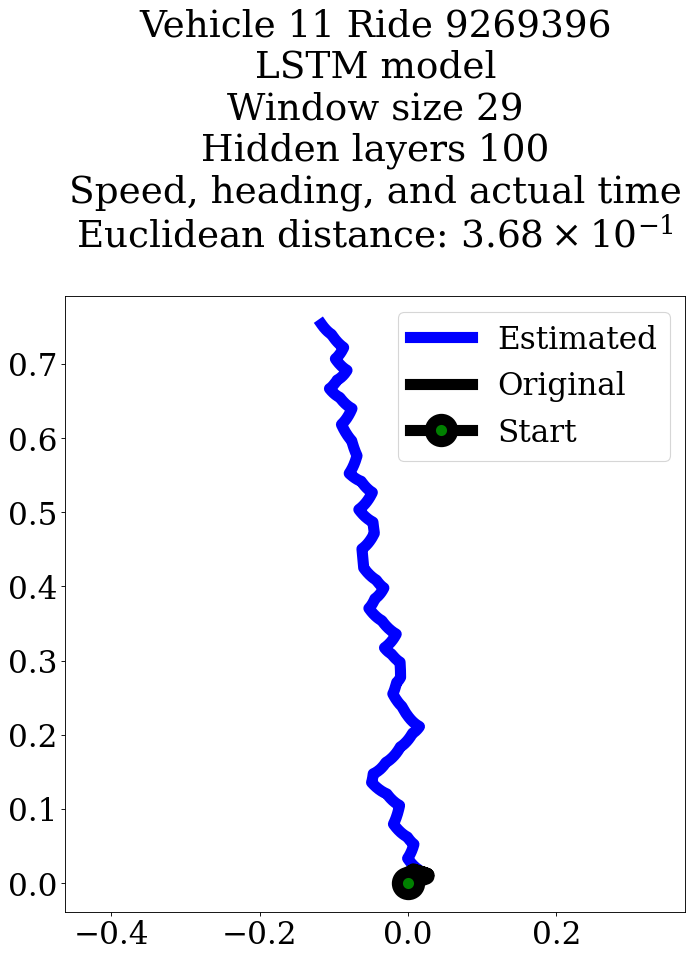 Vehicle 11 Ride 9269396
LSTM model
Window size 29
Hidden layers 100
Speed, heading, and actual time
Euclidean distance: 3.68 × 10⁻¹
Estimated
Original
Start
0.7
0.6
0.5
0.4
0.3
0.2
0.1
0.0
−0.4 −0.2 0.0 0.2